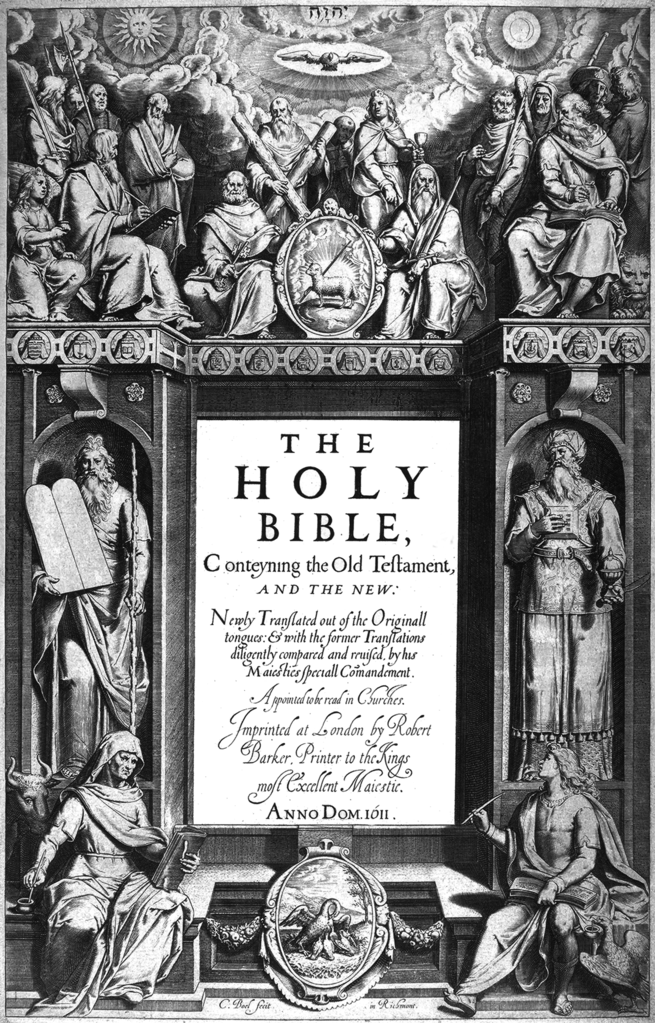 יהוה
THE
HOLY
BIBLE,
Conteyning the Old Teſtament,
AND THE NEW:
Newly Tranſlated out of the Originall
tongues: & with the former Tranſlations
diligently compared and reuiſed, by his
Maieſties ſpeciall Cõmandement.
Appointed to be read in Churches.
Imprinted at London by Robert
Barker, Printer to the Kings
moſt Excellent Maieſtie.
ANNO DOM. 1611.
C. Boel fecit in Richmont.